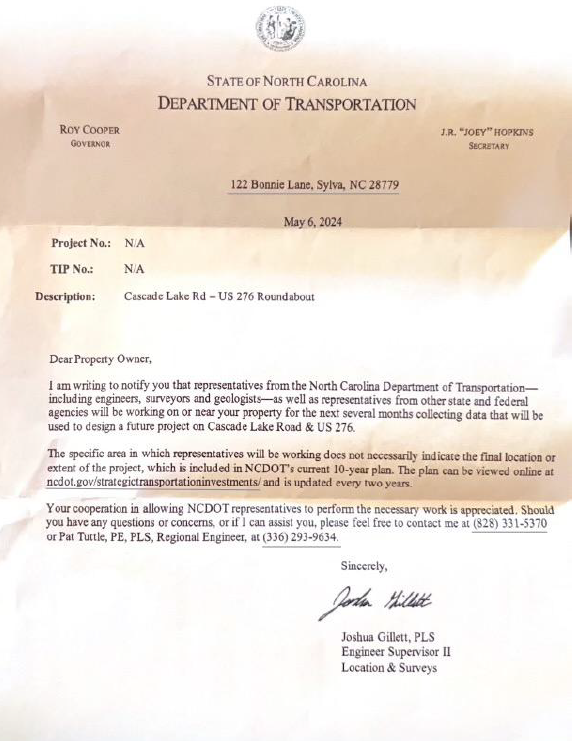 STATE OF NORTH CAROLINA
DEPARTMENT OF TRANSPORTATION
ROY COOPER
GOVERNOR
J.R. "JOEY" HOPKINS
SECRETARY
122 Bonnie Lane, Sylva, NC 28779
May 6, 2024
Project No.: N/A
TIP No.: N/A
Description: Cascade Lake Rd – US 276 Roundabout
Dear Property Owner,
I am writing to notify you that representatives from the North Carolina Department of Transportation—
including engineers, surveyors and geologists—as well as representatives from other state and federal
agencies will be working on or near your property for the next several months collecting data that will be
used to design a future project on Cascade Lake Road & US 276.
The specific area in which representatives will be working does not necessarily indicate the final location or
extent of the project, which is included in NCDOT's current 10-year plan. The plan can be viewed online at
ncdot.gov/strategictransportationinvestments/ and is updated every two years.
Your cooperation in allowing NCDOT representatives to perform the necessary work is appreciated. Should
you have any questions or concerns, or if I can assist you, please feel free to contact me at (828) 331-5370
or Pat Tuttle, PE, PLS, Regional Engineer, at (336) 293-9634.
Sincerely,
Joshua Gillett, PLS
Engineer Supervisor II
Location & Surveys